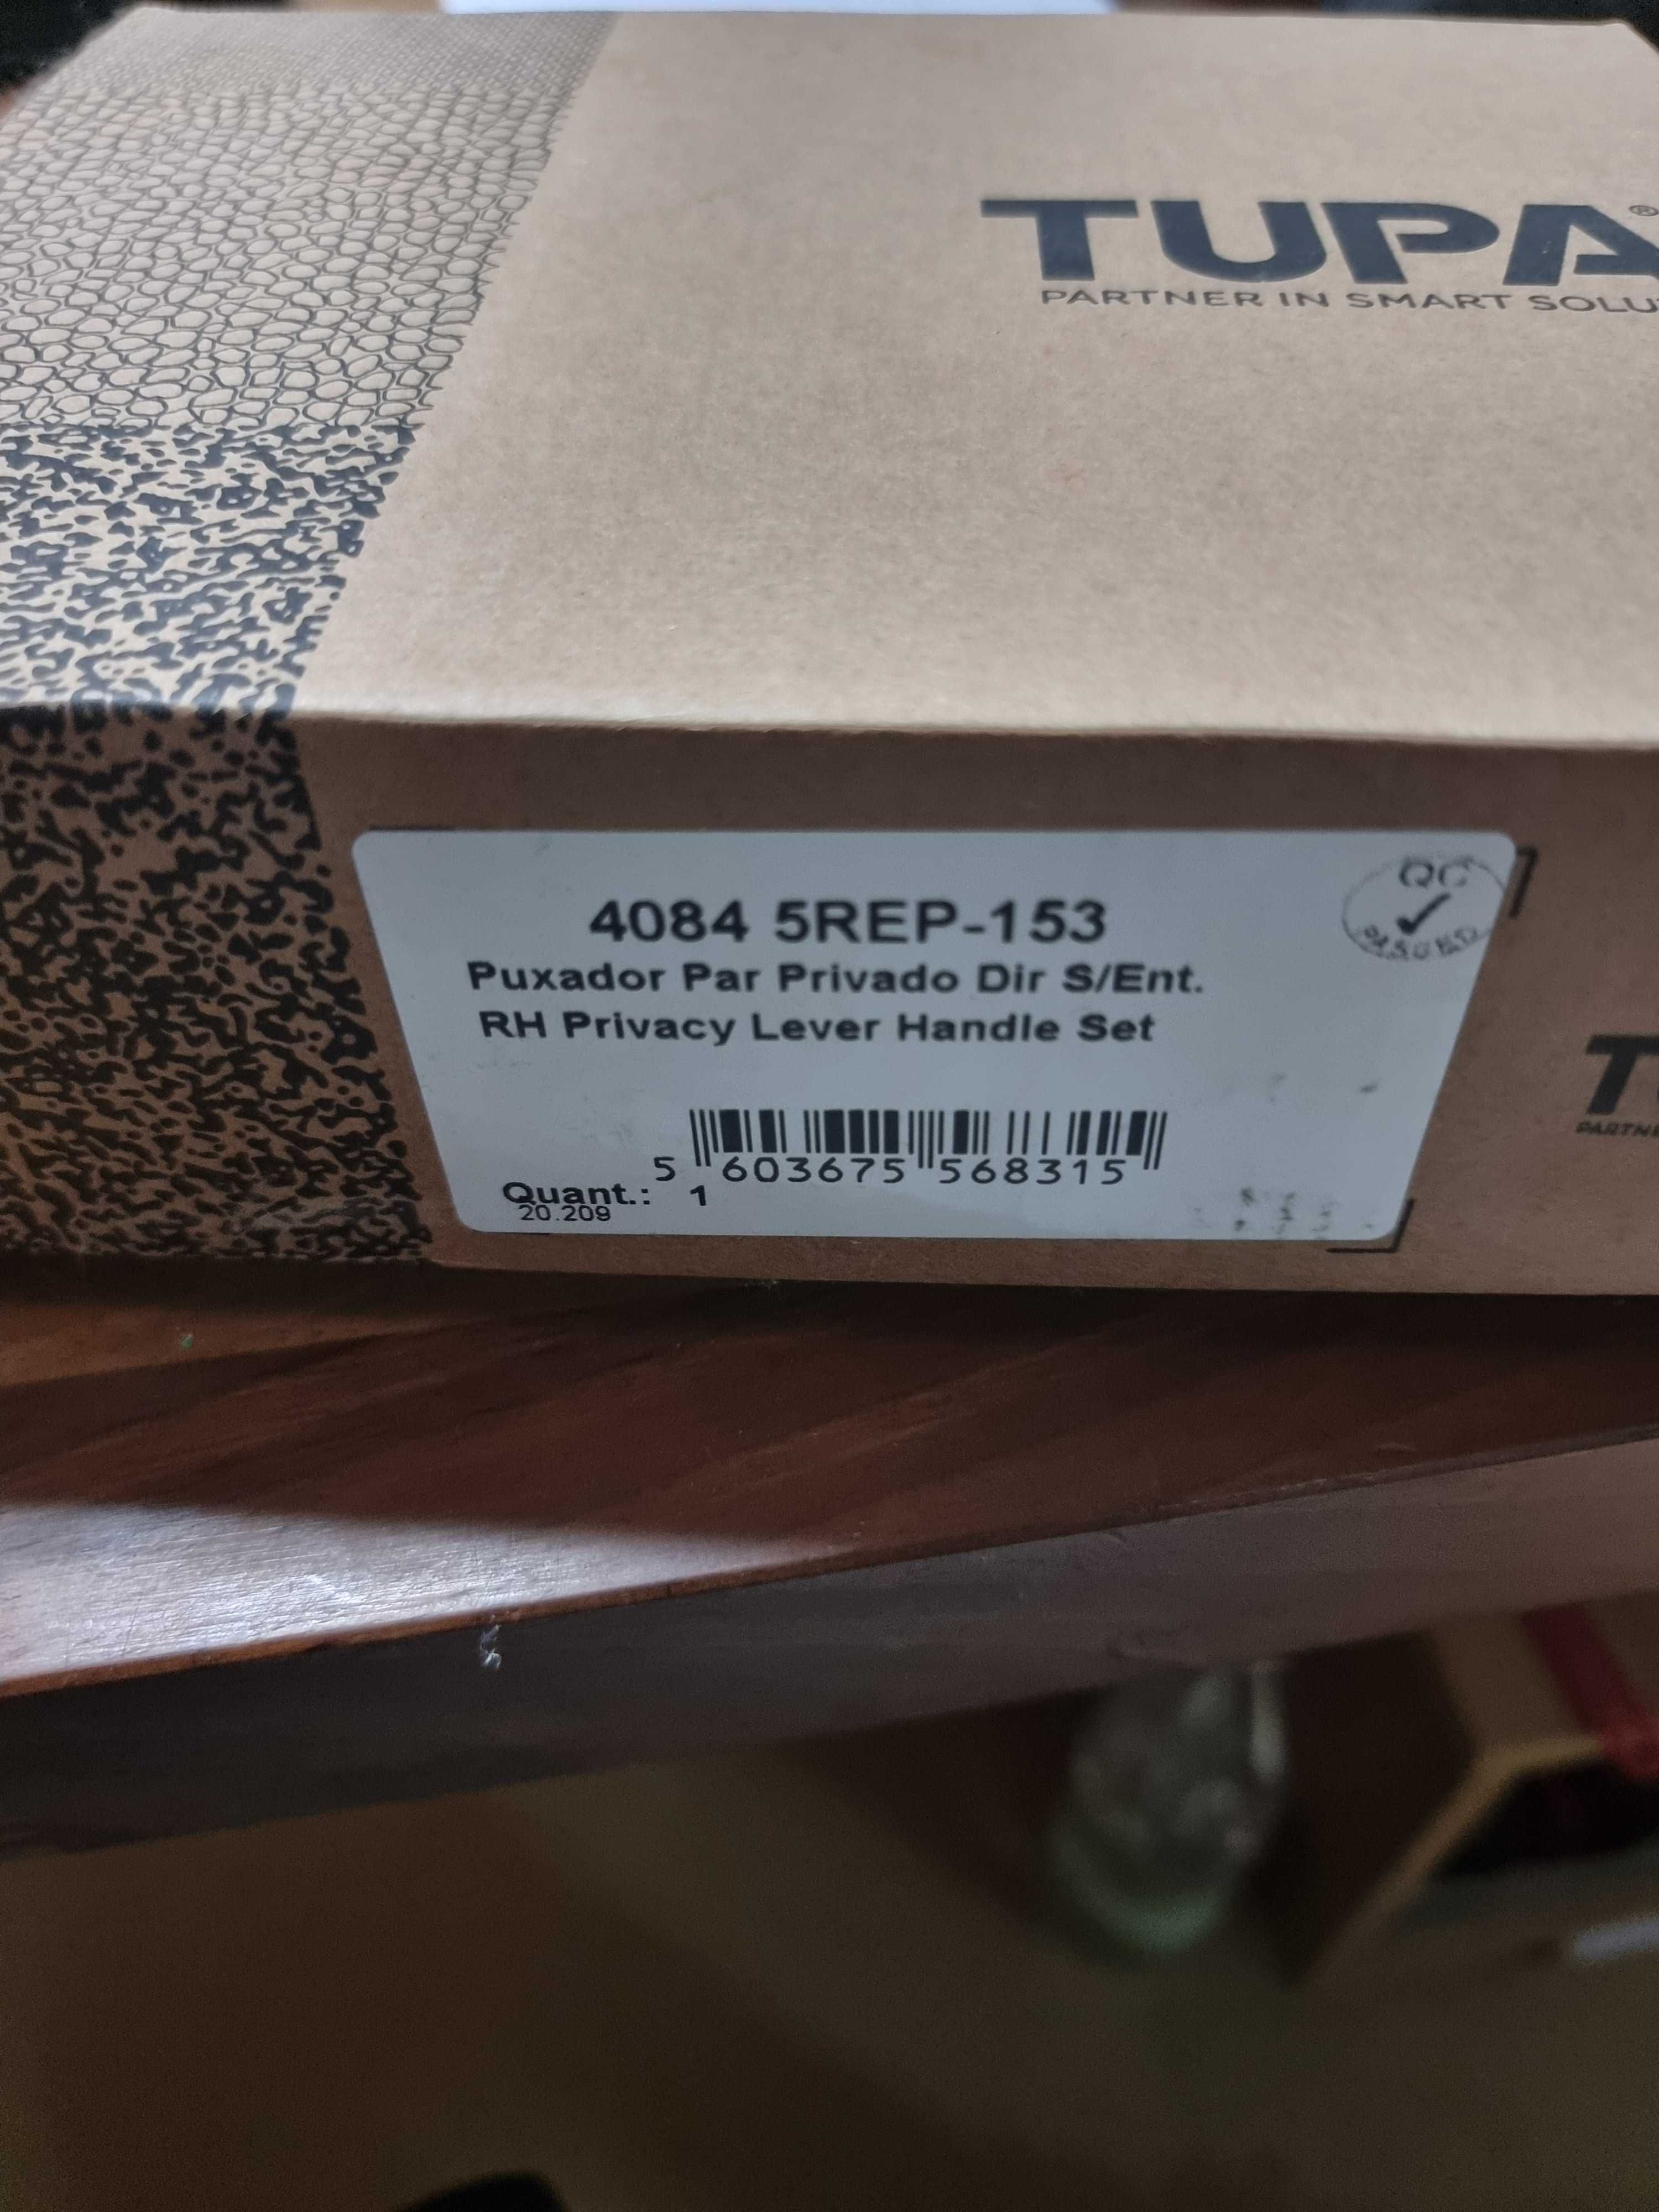 TUPA®
PARTNER IN SMART SOLU
4084 5REP-153
QC
PASSED
Puxador Par Privado Dir S/Ent.
RH Privacy Lever Handle Set
5 603675 568315
Quant.: 1
20.209
T
PARTNE